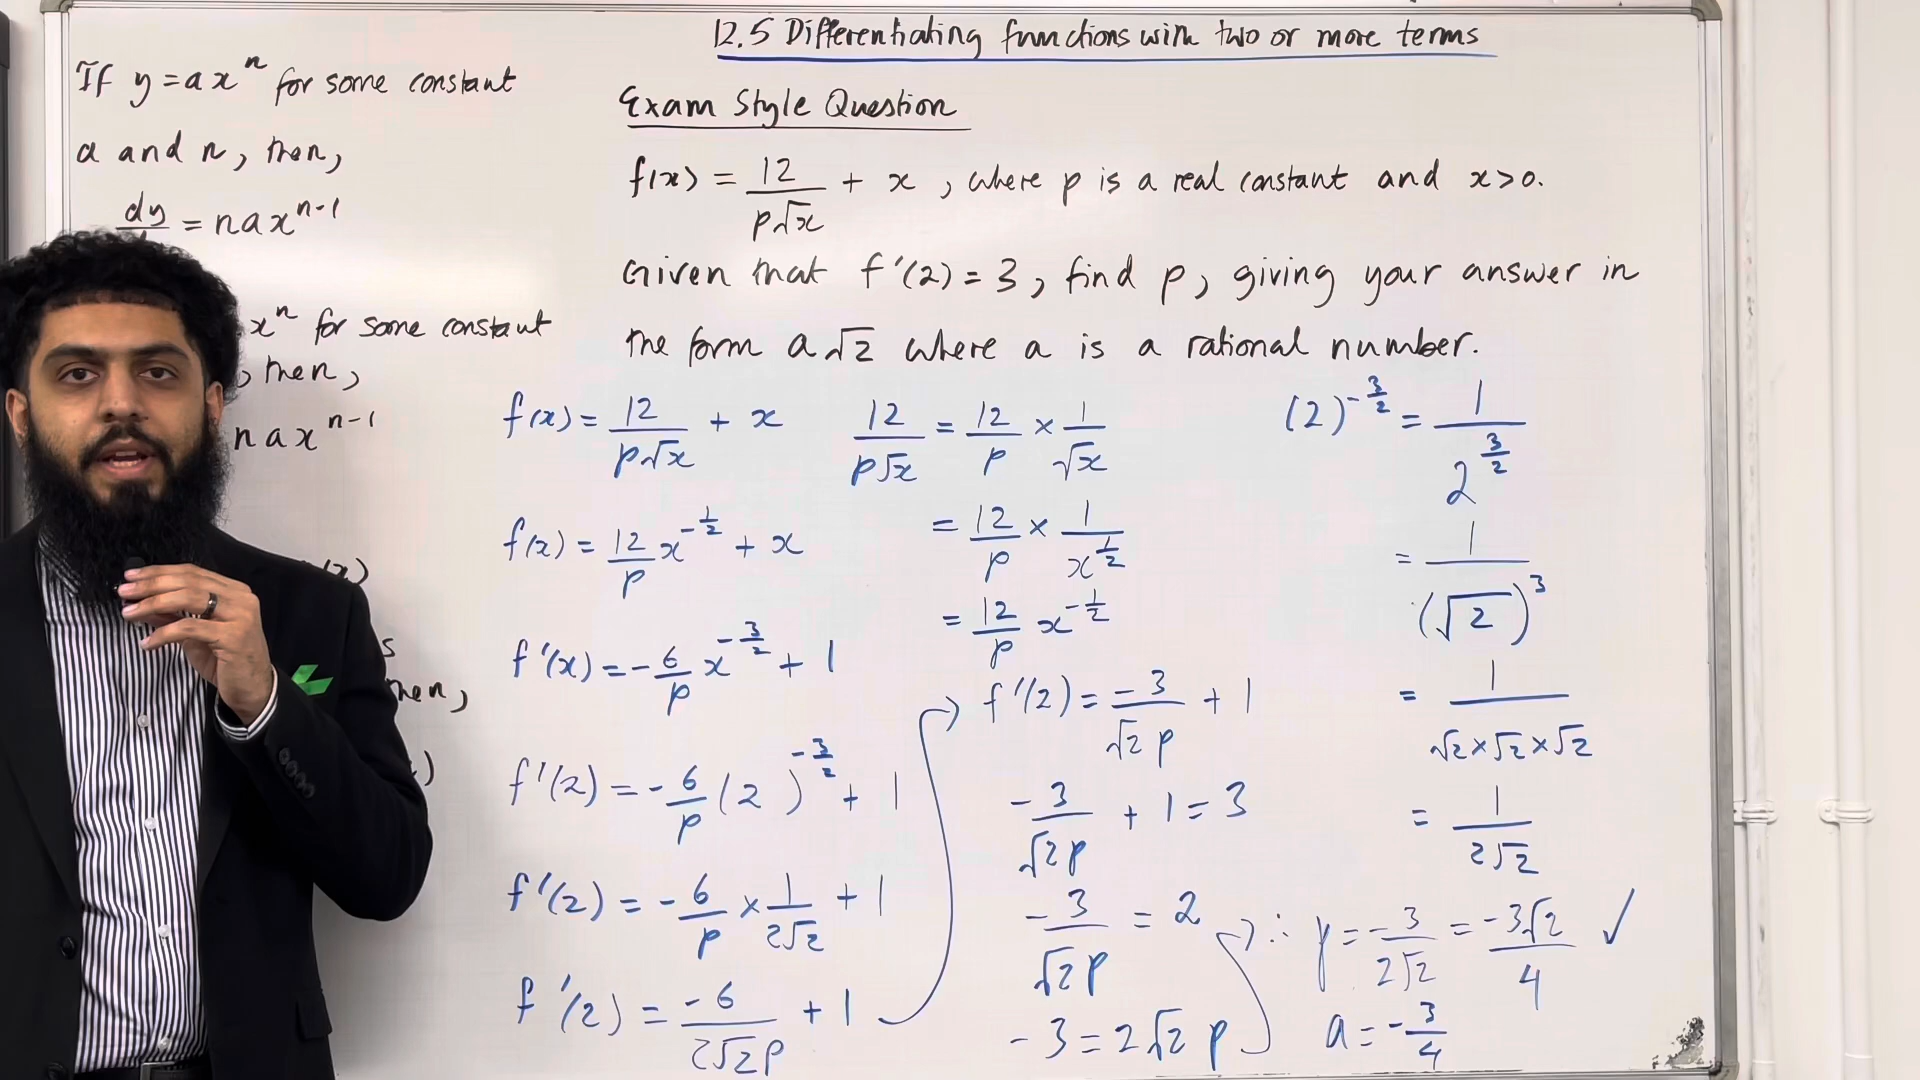 12.5 Differentiating functions with two or more terms
If y = ax^n for some constant
a and n, then,
dy = nax^{n-1}
x^n for some constant
, then,
nax^{n-1}
(x)
s
then,
)
Exam Style Question
f(x) = 12/(p√x) + x, where p is a real constant and x>0.
Given that f'(2) = 3, find p, giving your answer in
the form a√2 where a is a rational number.
f(x) = 12/(p√x) + x
f(x) = 12/p x^{-1/2} + x
f'(x) = -6/p x^{-3/2} + 1
f'(2) = -6/p (2)^{-3/2} + 1
f'(2) = -6/p × 1/(2√2) + 1
f'(2) = -6/(2√2p) + 1
12/(p√x) = 12/p × 1/√x
= 12/p × 1/x^{1/2}
= 12/p x^{-1/2}
f'(2) = -3/(√2 p) + 1
-3/(√2p) + 1 = 3
-3/(√2p) = 2
-3 = 2√2 p
(2)^{-3/2} = 1/2^{3/2}
= 1/(√2)^3
= 1/(√2×√2×√2)
= 1/(2√2)
∴ p = -3/(2√2) = -3√2/4 ✓
a = -3/4